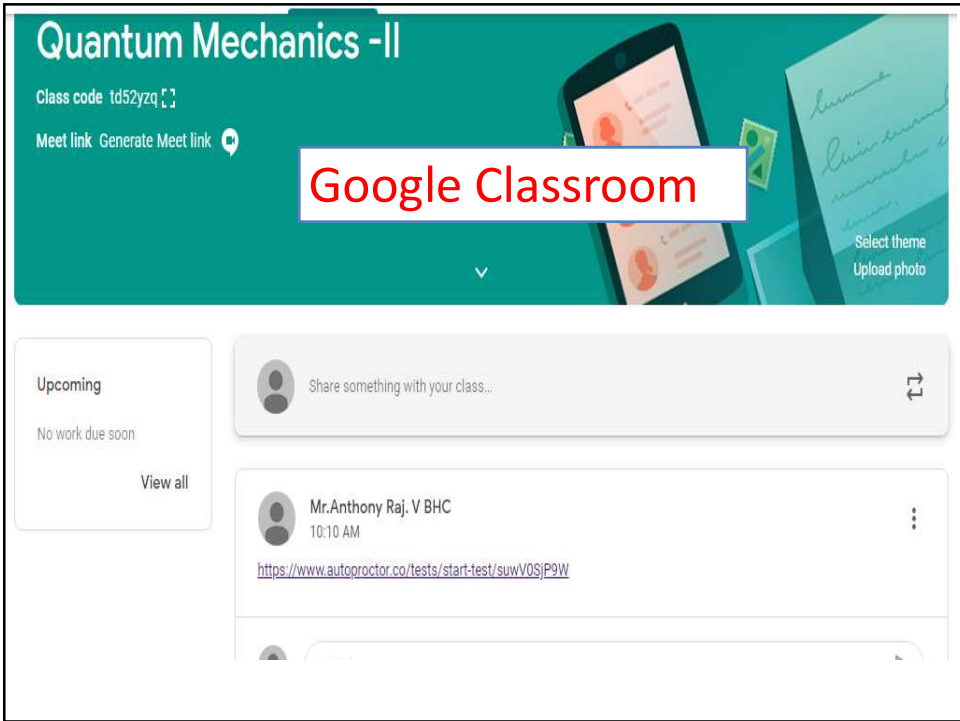 Quantum Mechanics -II
Class code td52yzq
Meet link Generate Meet link
Google Classroom
Select theme
Upload photo
Upcoming
No work due soon
View all
Share something with your class...
Mr.Anthony Raj. V BHC
10:10 AM
https://www.autoproctor.co/tests/start-test/suwV0SjP9W